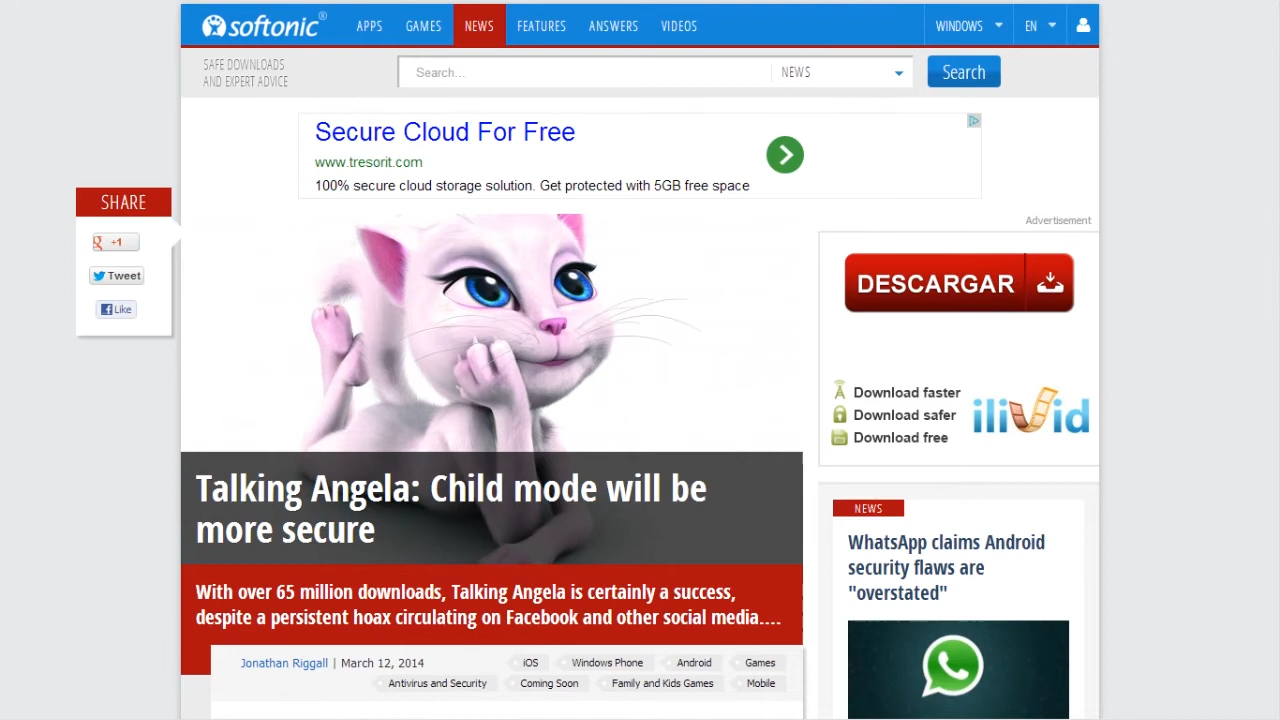 softonic®
APPS GAMES NEWS FEATURES ANSWERS VIDEOS
WINDOWS EN
SAFE DOWNLOADS
AND EXPERT ADVICE
Search...
NEWS
Search
Secure Cloud For Free
www.tresorit.com
100% secure cloud storage solution. Get protected with 5GB free space
SHARE
+1
Tweet
Like
Advertisement
DESCARGAR
Download faster
Download safer
Download free
ilivid
Talking Angela: Child mode will be
more secure
With over 65 million downloads, Talking Angela is certainly a success,
despite a persistent hoax circulating on Facebook and other social media....
Jonathan Riggall | March 12, 2014
iOS Windows Phone Android Games
Antivirus and Security Coming Soon Family and Kids Games Mobile
NEWS
WhatsApp claims Android
security flaws are
"overstated"